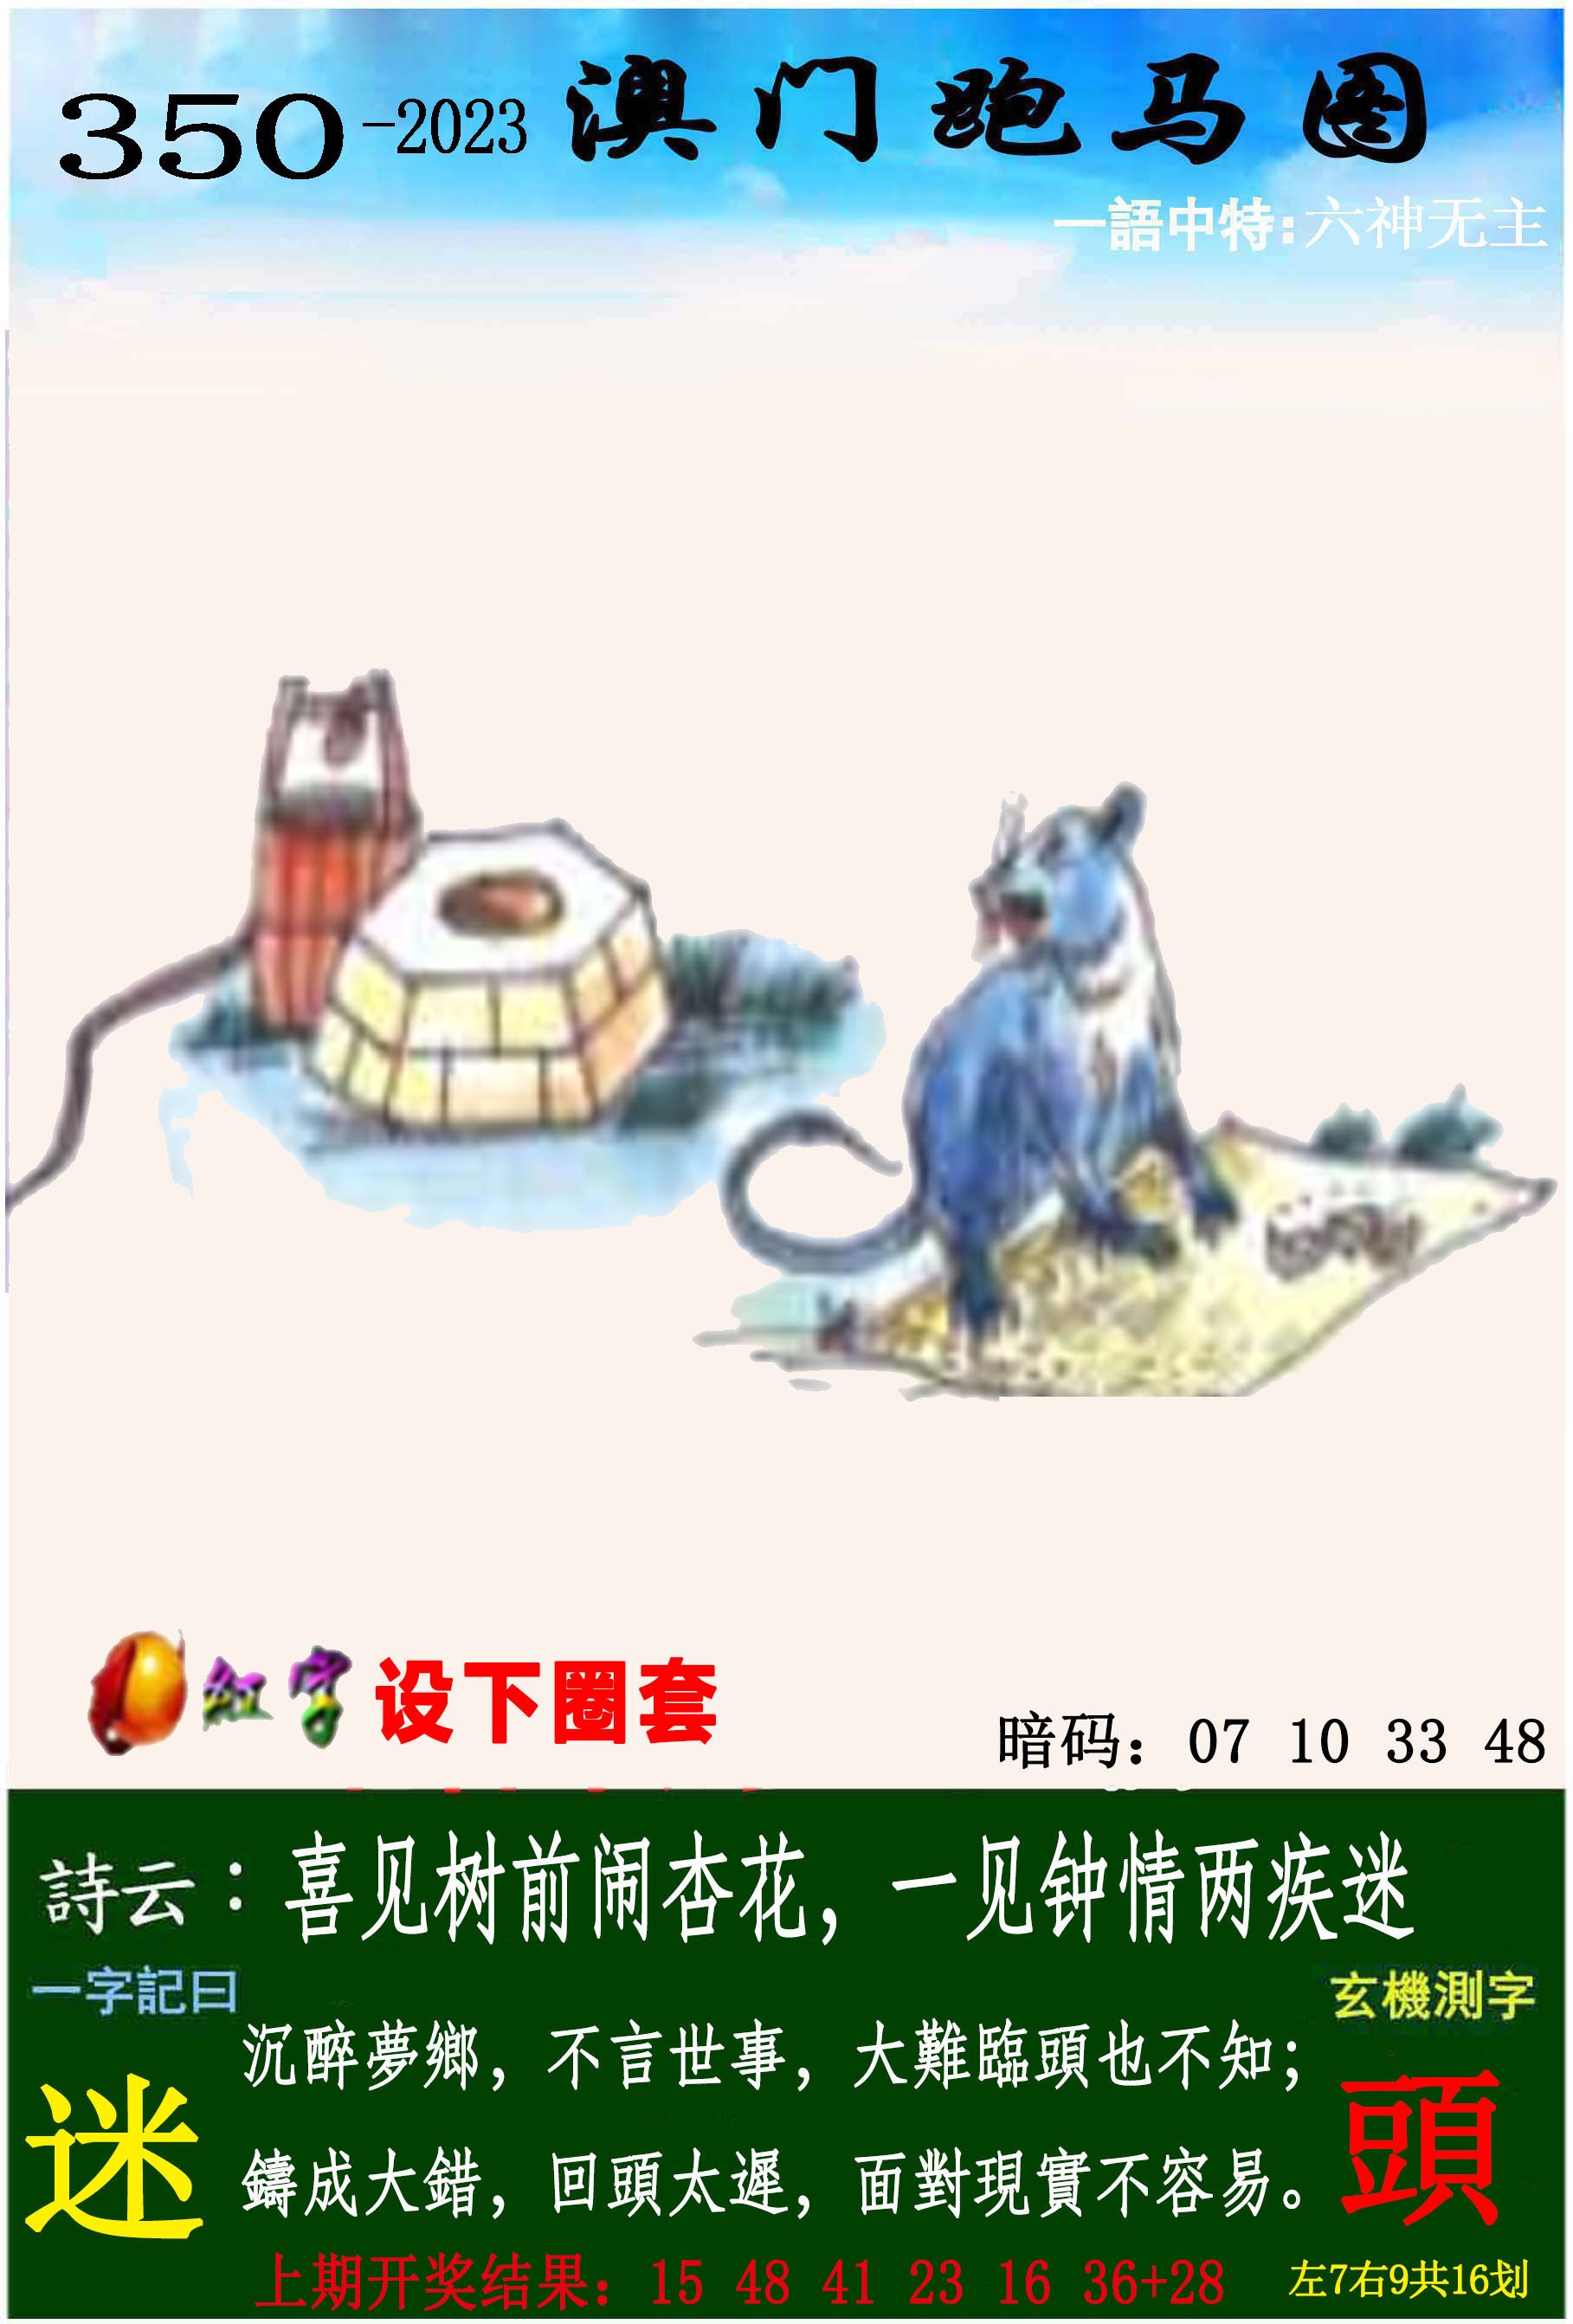 350-2023 澳门跑马图
一語中特:六神无主
红字 设下圈套
暗码: 07 10 33 48
詩云：喜见树前闹杏花，一见钟情两疾迷
一字記曰
玄機測字
沉醉夢鄉，不言世事，大難臨頭也不知；
迷
頭
鑄成大錯，回頭太遲，面對現實不容易。
上期开奖结果：15 48 41 23 16 36+28
左7右9共16划